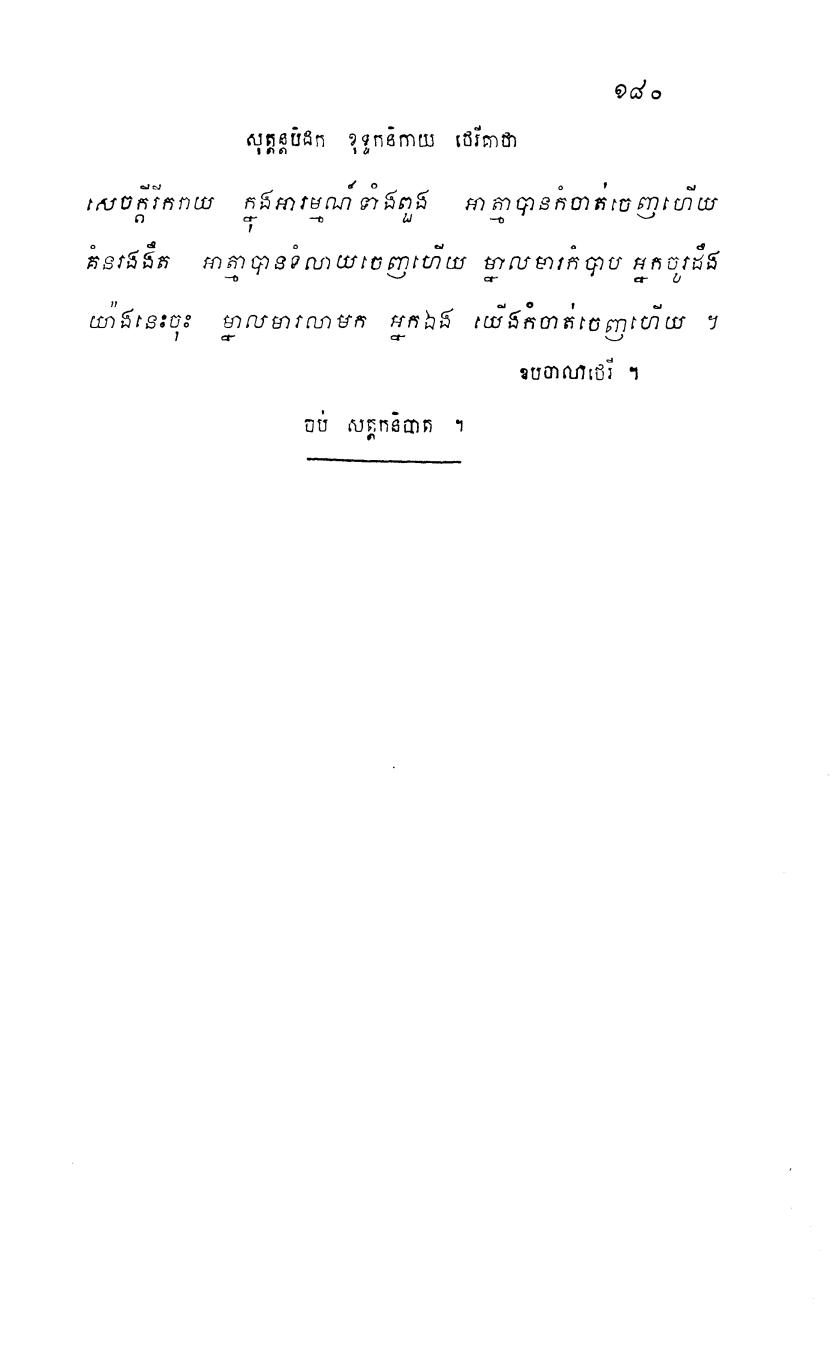 ១៨០
សុត្តន្តបិដក ខុទ្ទកនិកាយ ថេរីគាថា
សេចក្តីរីករាយ ក្នុងអារម្មណ៍ទាំងពួង អាត្មាបានកំចាត់ចេញហើយ
គំនរងងឹត អាត្មាបានទំលាយចេញហើយ ម្នាលមារកំបាប អ្នកចូរដឹង
យ៉ាងនេះចុះ ម្នាលមារលាមក អ្នកឯង យើងកំចាត់ចេញហើយ ។
ឧបចាលាថេរី ។
ចប់ សត្តកនិបាត ។